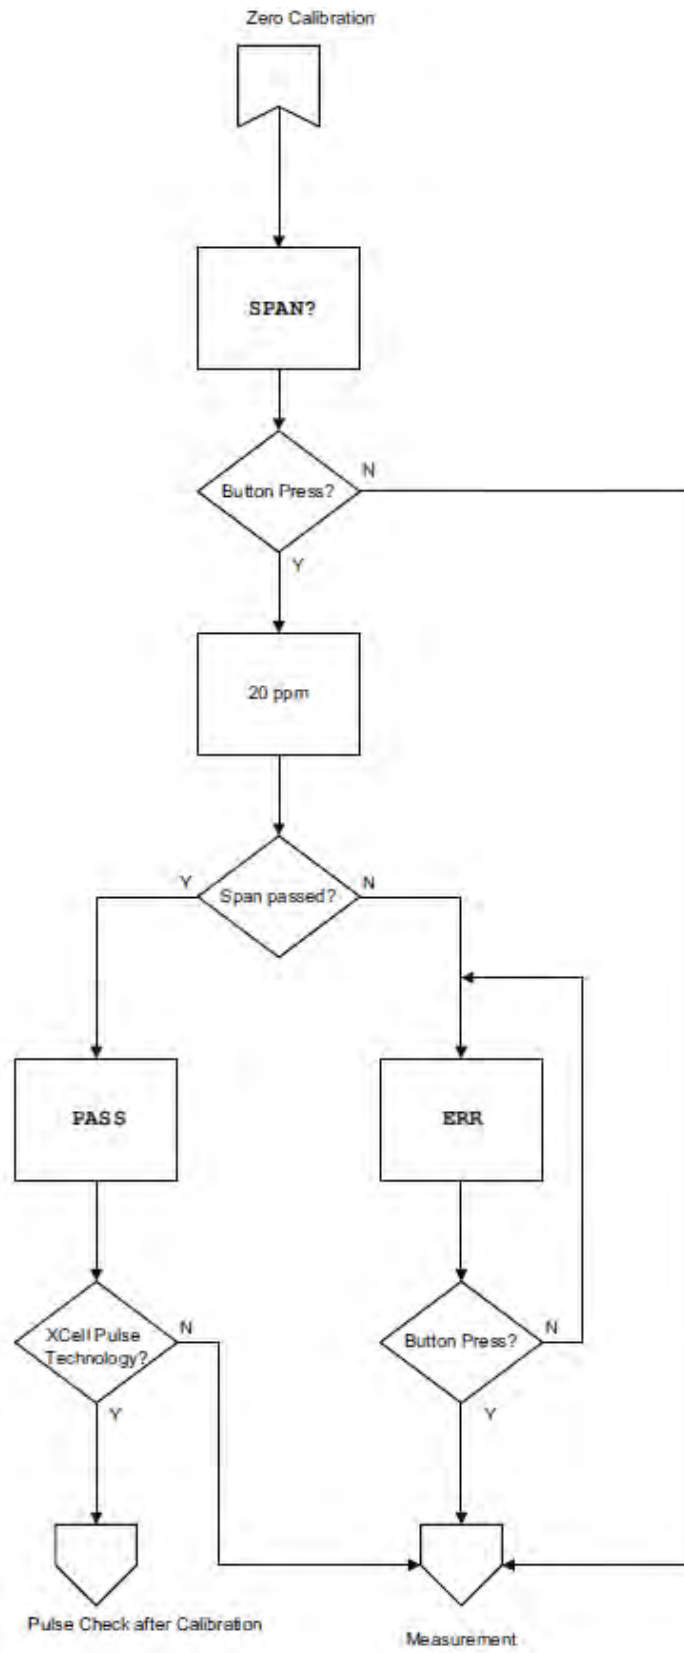 Zero Calibration
SPAN?
Button Press?
N
Y
20 ppm
Y
Span passed?
N
PASS
ERR
XCell Pulse
Technology?
N
Button Press?
N
Y
Y
Pulse Check after Calibration
Measurement